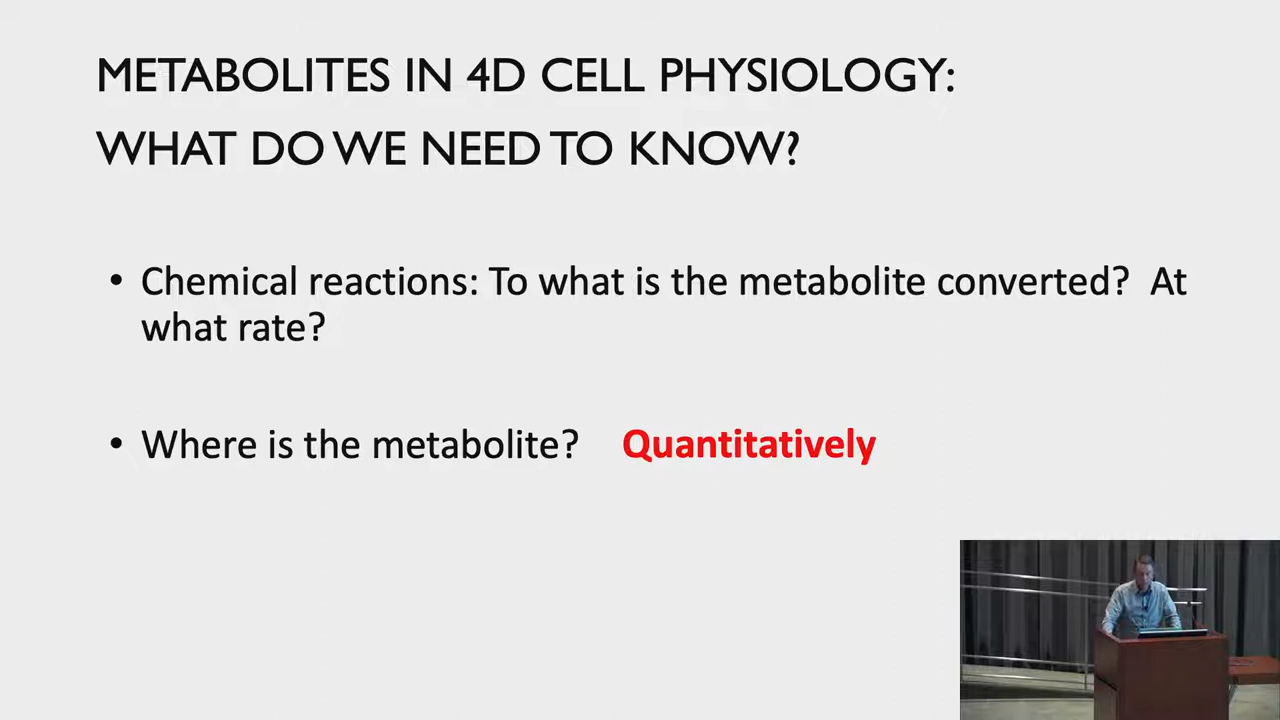 METABOLITES IN 4D CELL PHYSIOLOGY:
WHAT DO WE NEED TO KNOW?
• Chemical reactions: To what is the metabolite converted? At
what rate?
• Where is the metabolite? Quantitatively